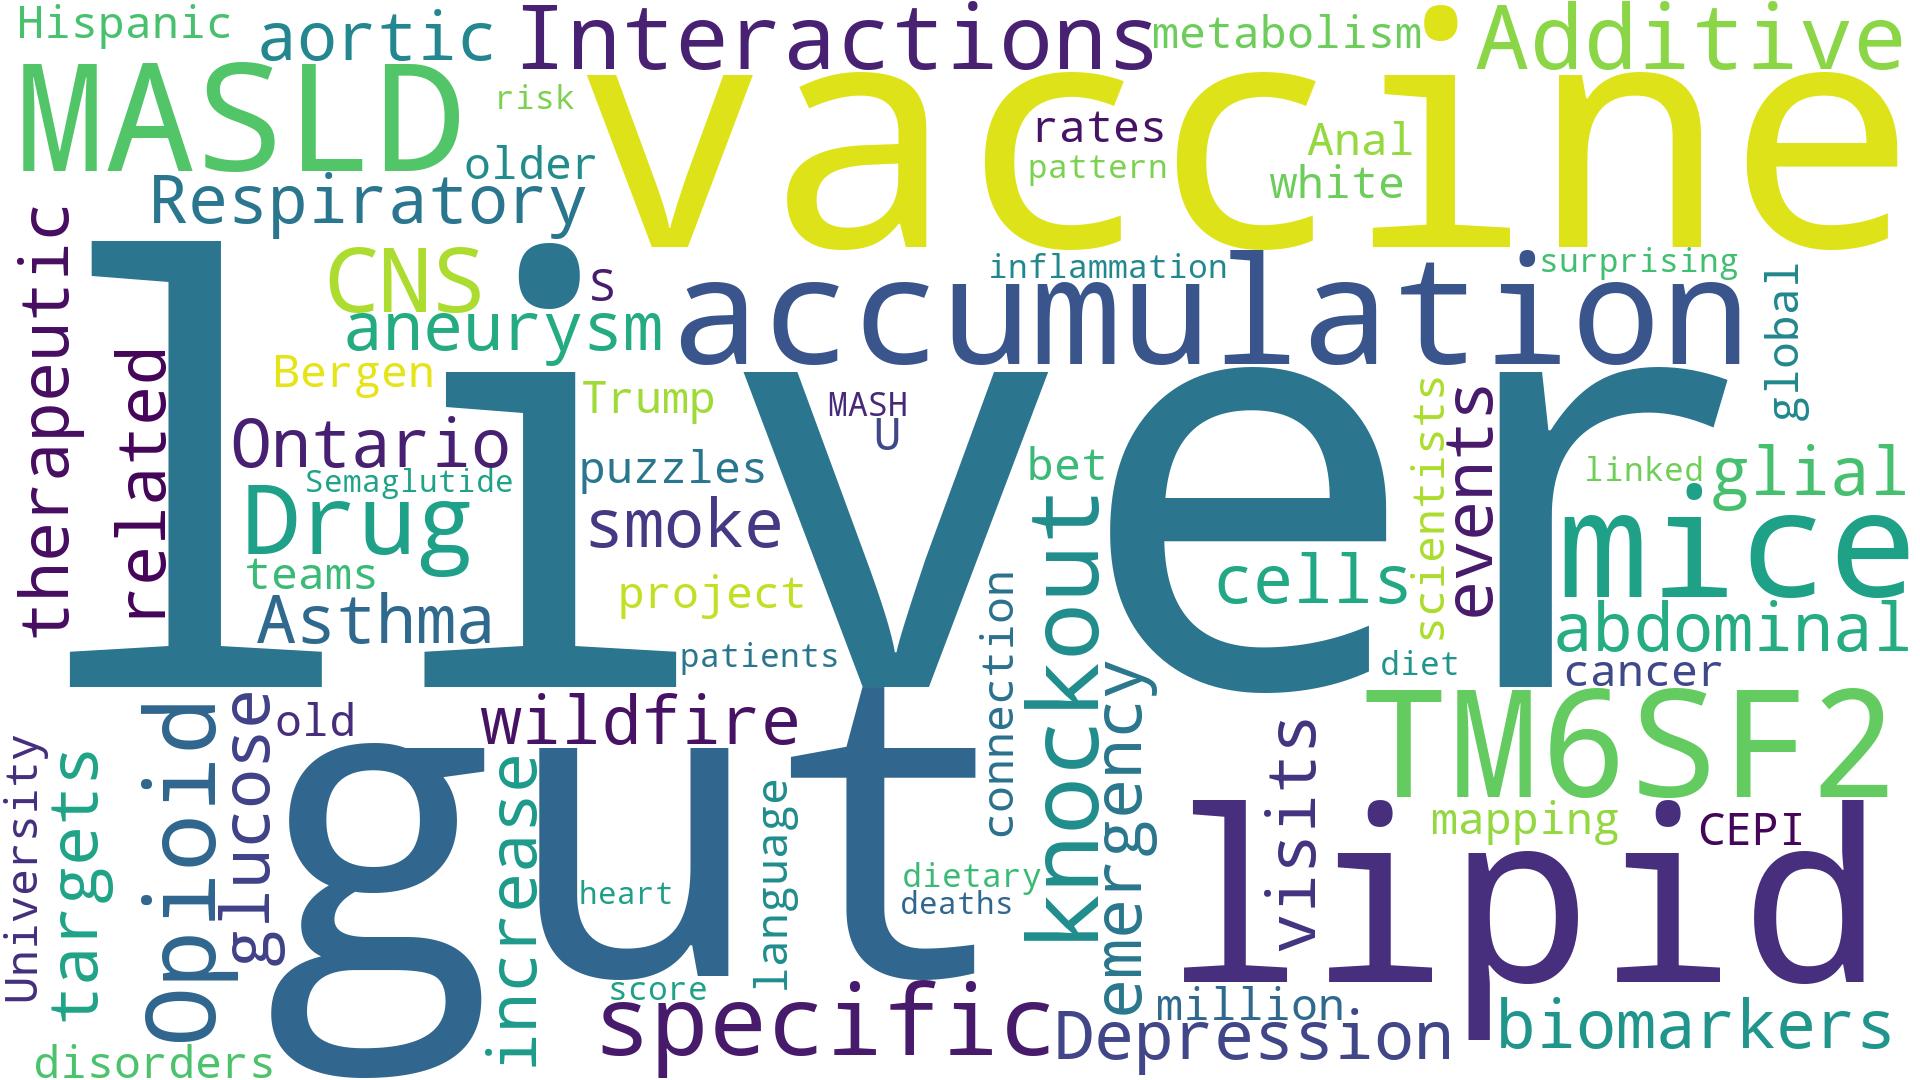 Hispanic
aortic
Interactions
metabolism
Additive
MASLD
risk
vaccine
older
rates
pattern
Anal
white
Respiratory
therapeutic
CNS
s
aneurysm
inflammation
accumulation
surprising
global
related
liver
Bergen
Trump
MASH
U
Ontario
Semaglutide
puzzles
bet
scientists
events
linked
glial
Drug
smoke
mice
teams
project
cells
Asthma
abdominal
patients
connection
knockout
diet
cancer
emergency
University
targets
Opioid
glucose
old
wildfire
gut
increase
language
visits
TM6SF2
mapping
CEPI
lipid
heart
dietary
deaths
score
specific
million
Depression
biomarkers
disorders